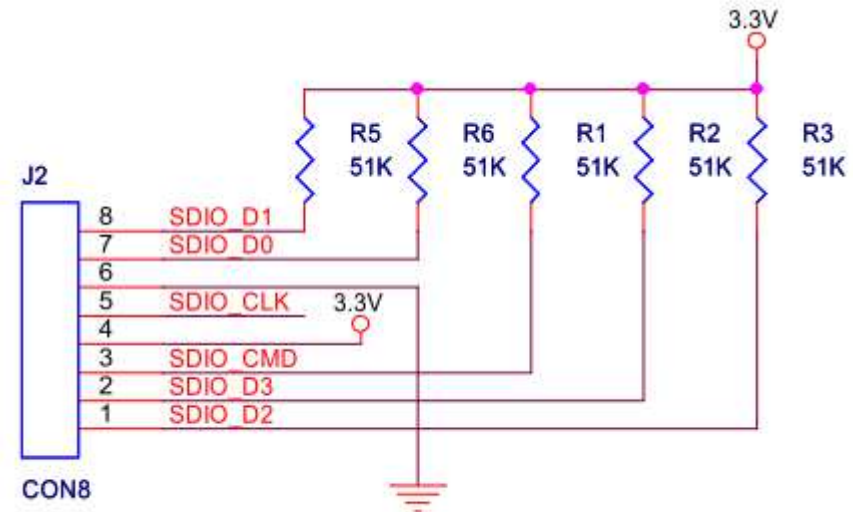 3.3V
R5
51K
R6
51K
R1
51K
R2
51K
R3
51K
J2
8 SDIO_D1
7 SDIO_D0
6
5 SDIO_CLK
3.3V
4
3 SDIO_CMD
2 SDIO_D3
1 SDIO_D2
CON8